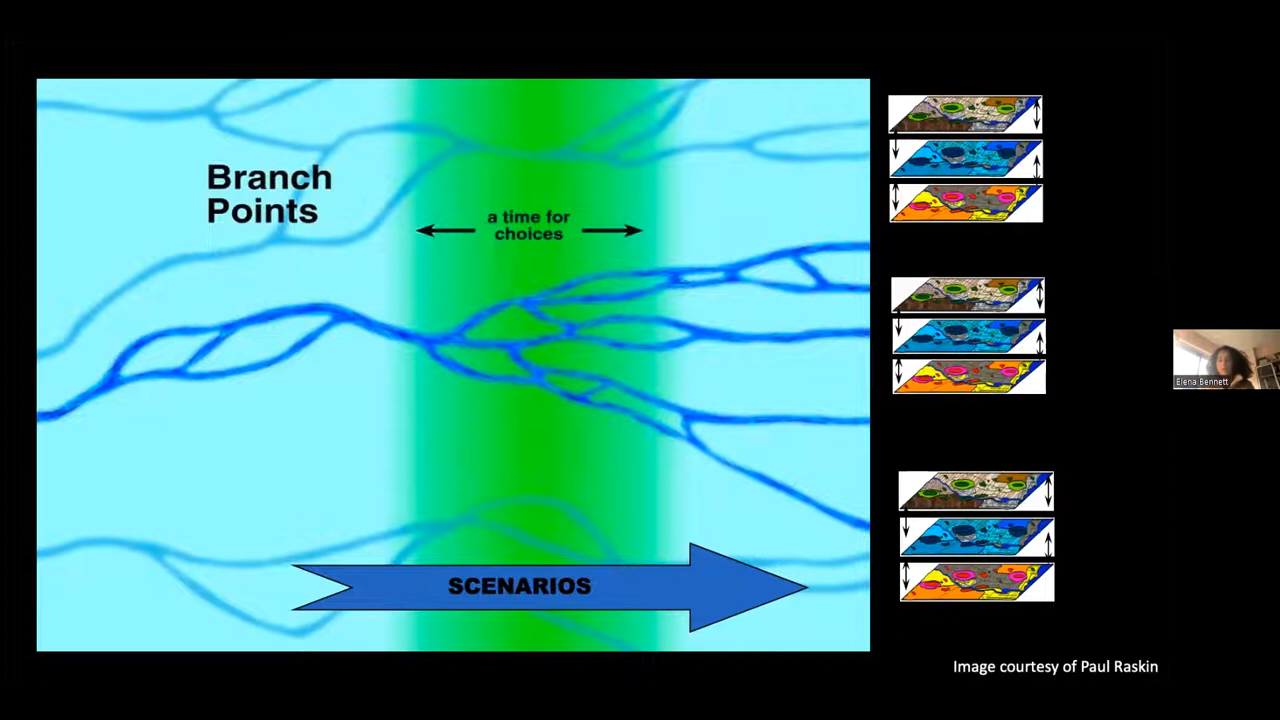 Branch
Points
a time for
choices
SCENARIOS
Elena Bennett
Image courtesy of Paul Raskin